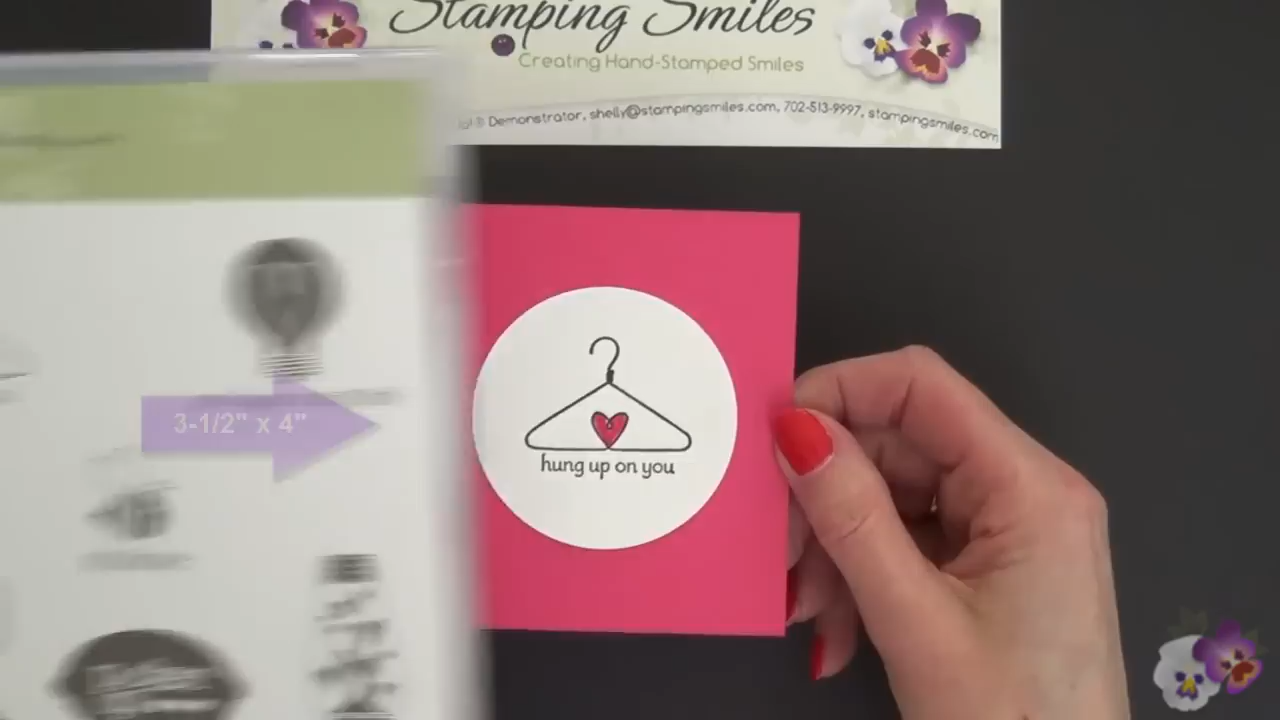 Stamping Smiles
Creating Hand-Stamped Smiles
Demonstrator, shelly@stampingsmiles.com, 702-513-9997, stampingsmiles.com
3-1/2" x 4"
hung up on you